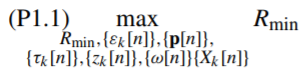 (P1.1) max R_min
R_min,{ε_k[n]},{𝐩[n]},
{τ_k[n]},{z_k[n]},{ω[n]}{X_k[n]}